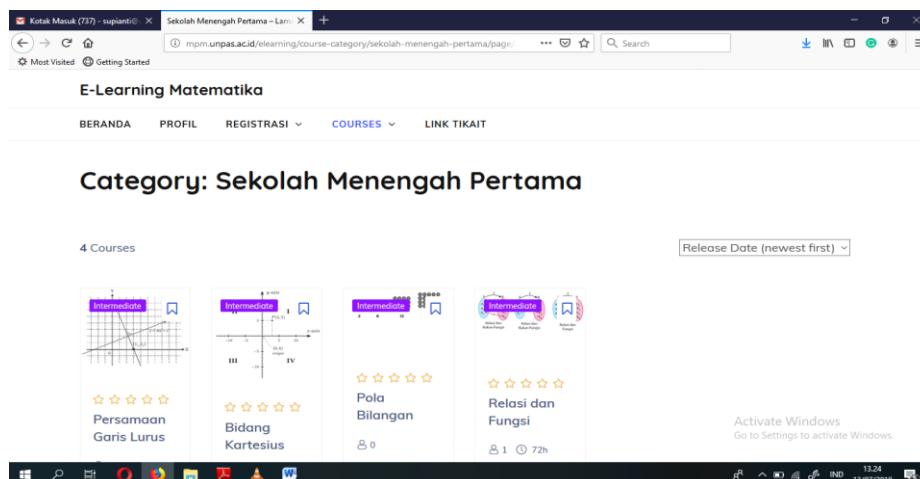 Kotak Masuk (737) - supianti@
Sekolah Menengah Pertama – Lam
mpm.unpas.ac.id/elearning/course-category/sekolah-menengah-pertama/page/
Search
Most Visited
Getting Started
E-Learning Matematika
BERANDA PROFIL REGISTRASI COURSES LINK TIKAIT
Category: Sekolah Menengah Pertama
4 Courses
Release Date (newest first)
Intermediate
Intermediate
Intermediate
Intermediate
I
III
IV
Persamaan
Garis Lurus
Bidang
Kartesius
Pola
Bilangan
0
Relasi dan
Fungsi
1 72h
Activate Windows
Go to Settings to activate Windows.
IND
13.24